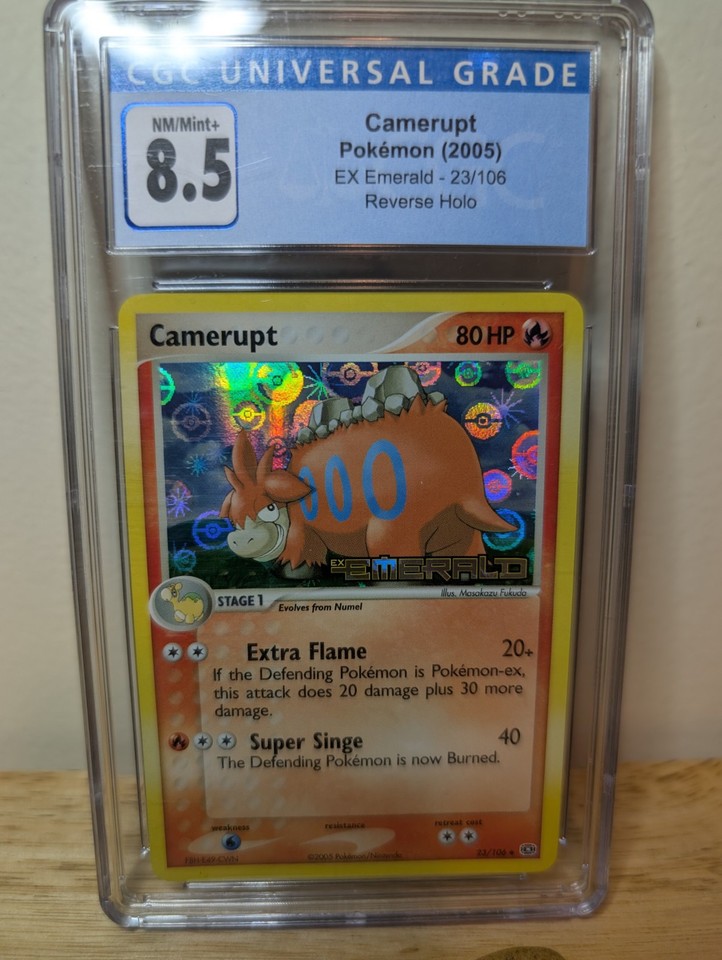 CGC UNIVERSAL GRADE
NM/Mint+
8.5
Camerupt
Pokémon (2005)
EX Emerald - 23/106
Reverse Holo
Camerupt
80 HP
EX EMERALD
Illus. Masakazu Fukuda
STAGE 1
Evolves from Numel
Extra Flame 20+
If the Defending Pokémon is Pokémon-ex,
this attack does 20 damage plus 30 more
damage.
Super Singe 40
The Defending Pokémon is now Burned.
weakness resistance retreat cost
©2005 Pokémon/Nintendo
23/106